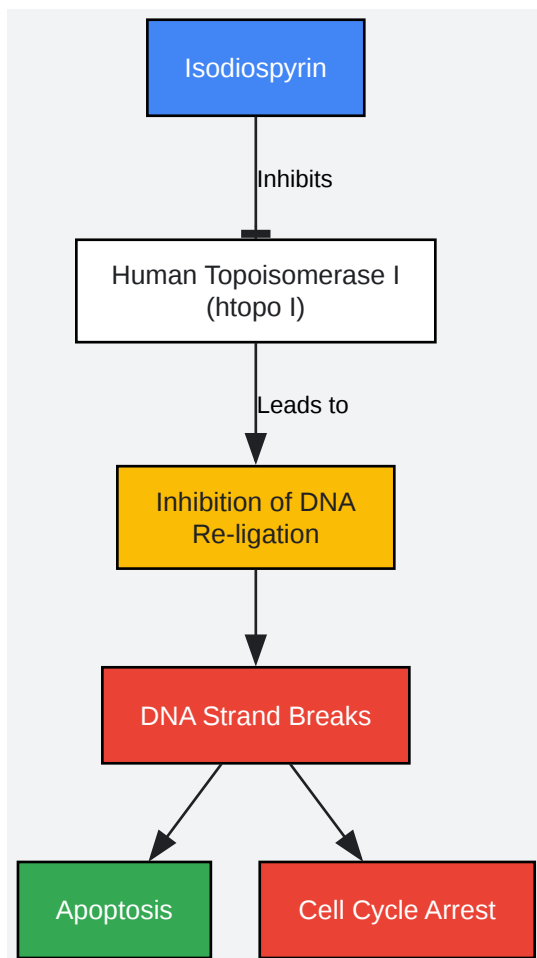 Isodiospyrin
Inhibits
Human Topoisomerase I
(htopo I)
Leads to
Inhibition of DNA
Re-ligation
DNA Strand Breaks
Apoptosis
Cell Cycle Arrest